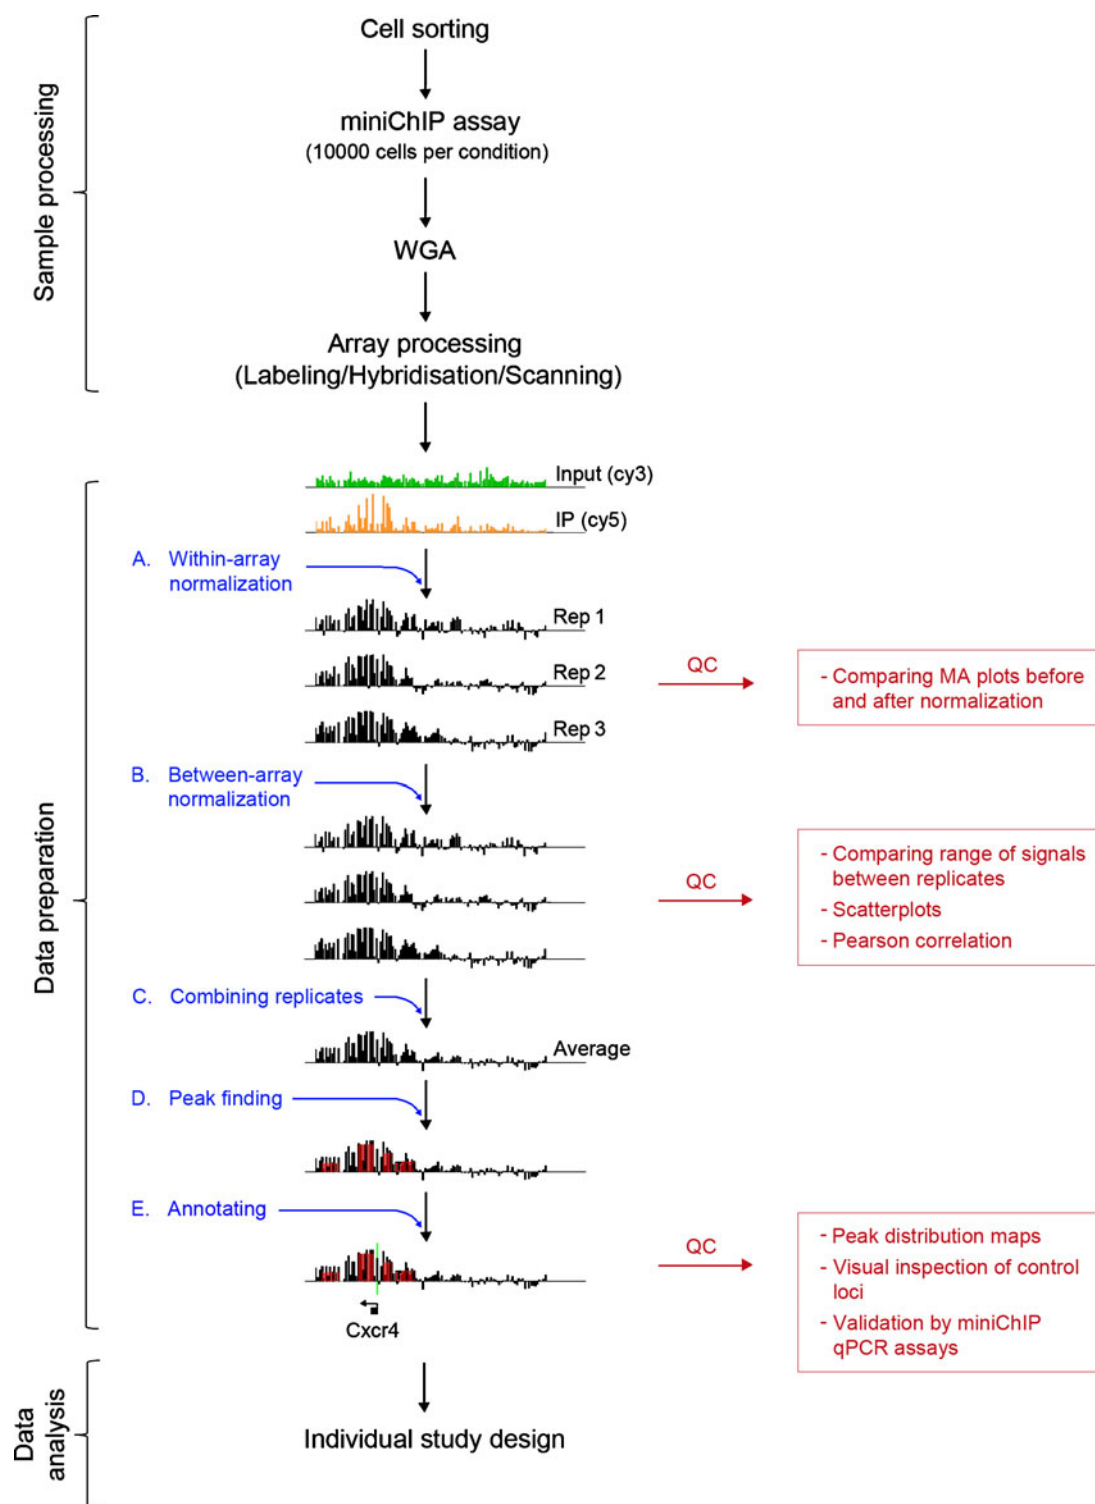 Sample processing
Cell sorting
miniChIP assay
(10000 cells per condition)
WGA
Array processing
(Labeling/Hybridisation/Scanning)
Data preparation
Input (cy3)
IP (cy5)
A. Within-array
normalization
Rep 1
Rep 2
Rep 3
QC
- Comparing MA plots before
and after normalization
B. Between-array
normalization
QC
- Comparing range of signals
between replicates
- Scatterplots
- Pearson correlation
C. Combining replicates
Average
D. Peak finding
E. Annotating
QC
- Peak distribution maps
- Visual inspection of control
loci
- Validation by miniChIP
qPCR assays
Cxcr4
Data
analysis
Individual study design